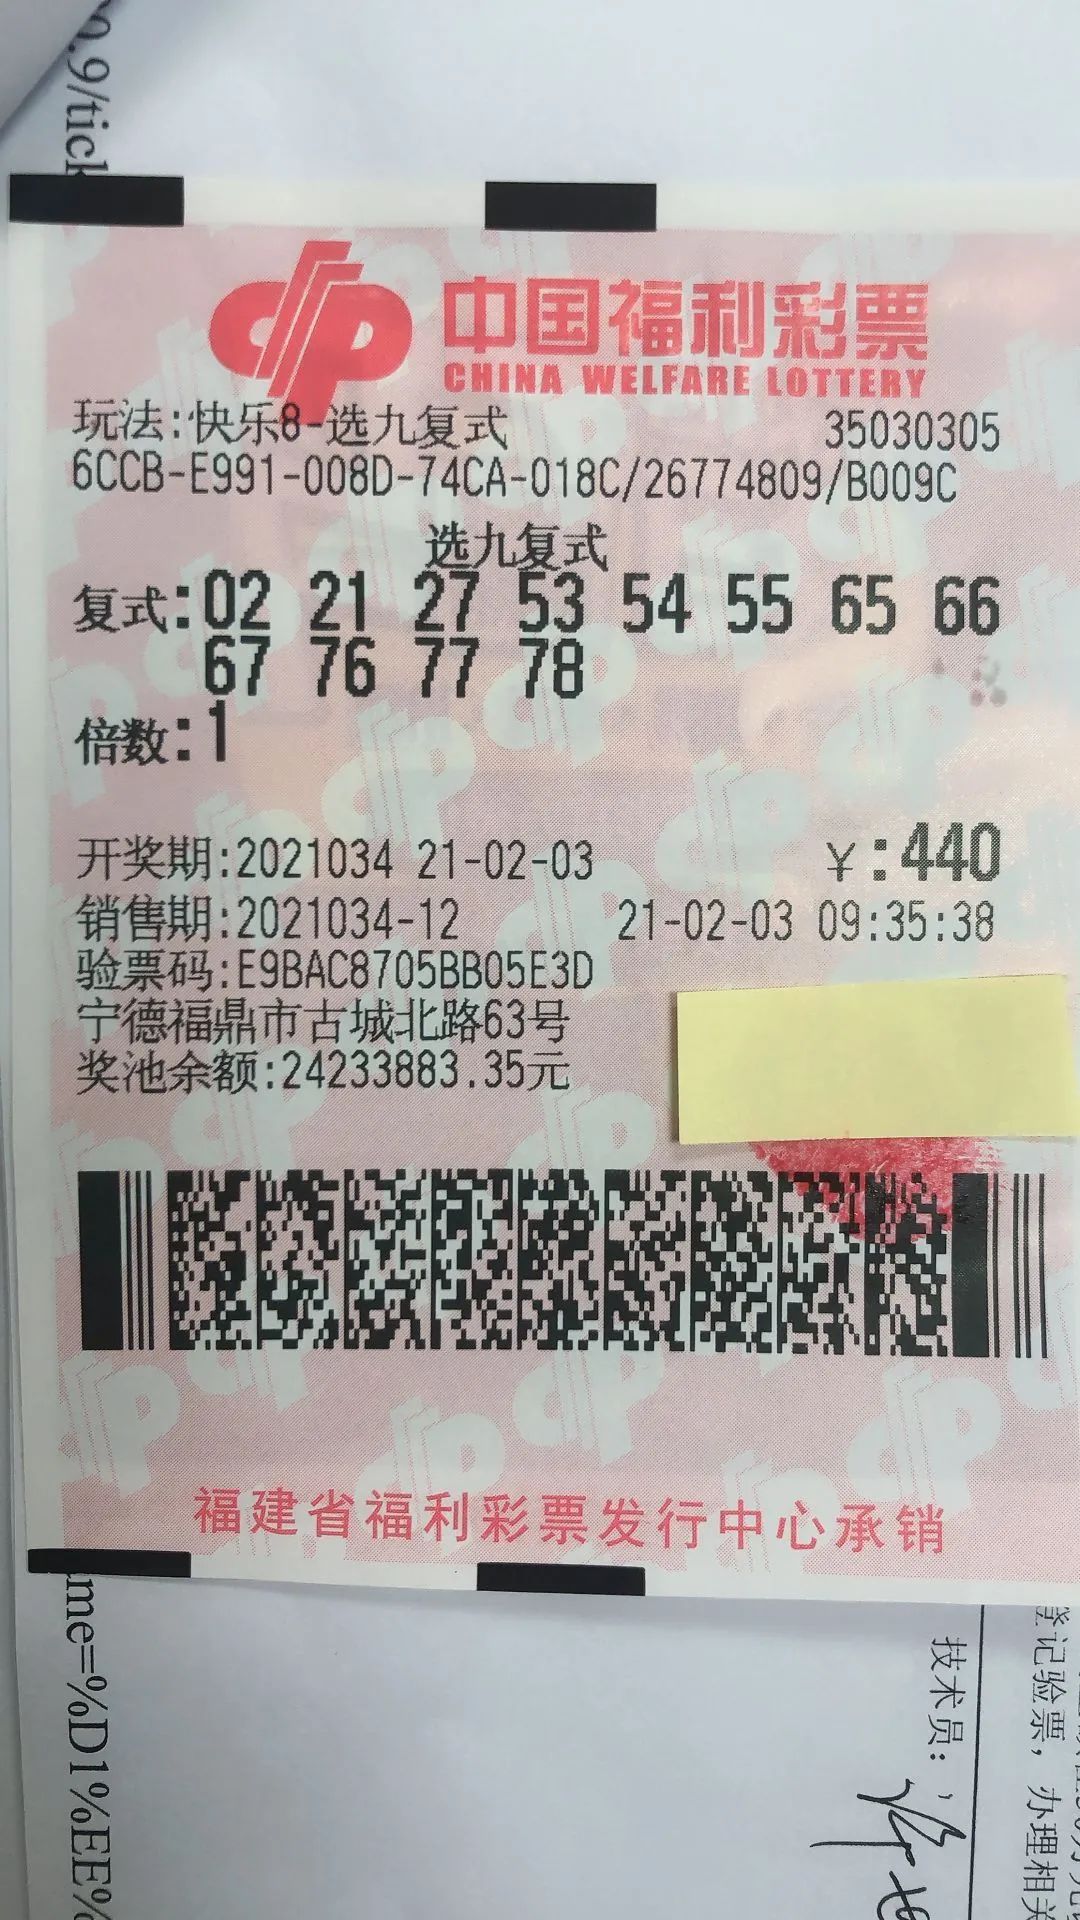 0.9/tick
中国福利彩票
CHINA WELFARE LOTTERY
玩法:快乐8-选九复式 35030305
6CCB-E991-008D-74CA-018C/26774809/B009C
选九复式
复式:02 21 27 53 54 55 65 66
67 76 77 78
倍数:1
开奖期:2021034 21-02-03 ¥:440
销售期:2021034-12 21-02-03 09:35:38
验票码:E9BAC8705BB05E3D
宁德福鼎市古城北路63号
奖池余额:24233883.35元
福建省福利彩票发行中心承销
me=%D1%EE%
技术员:
登记验票，办理相关